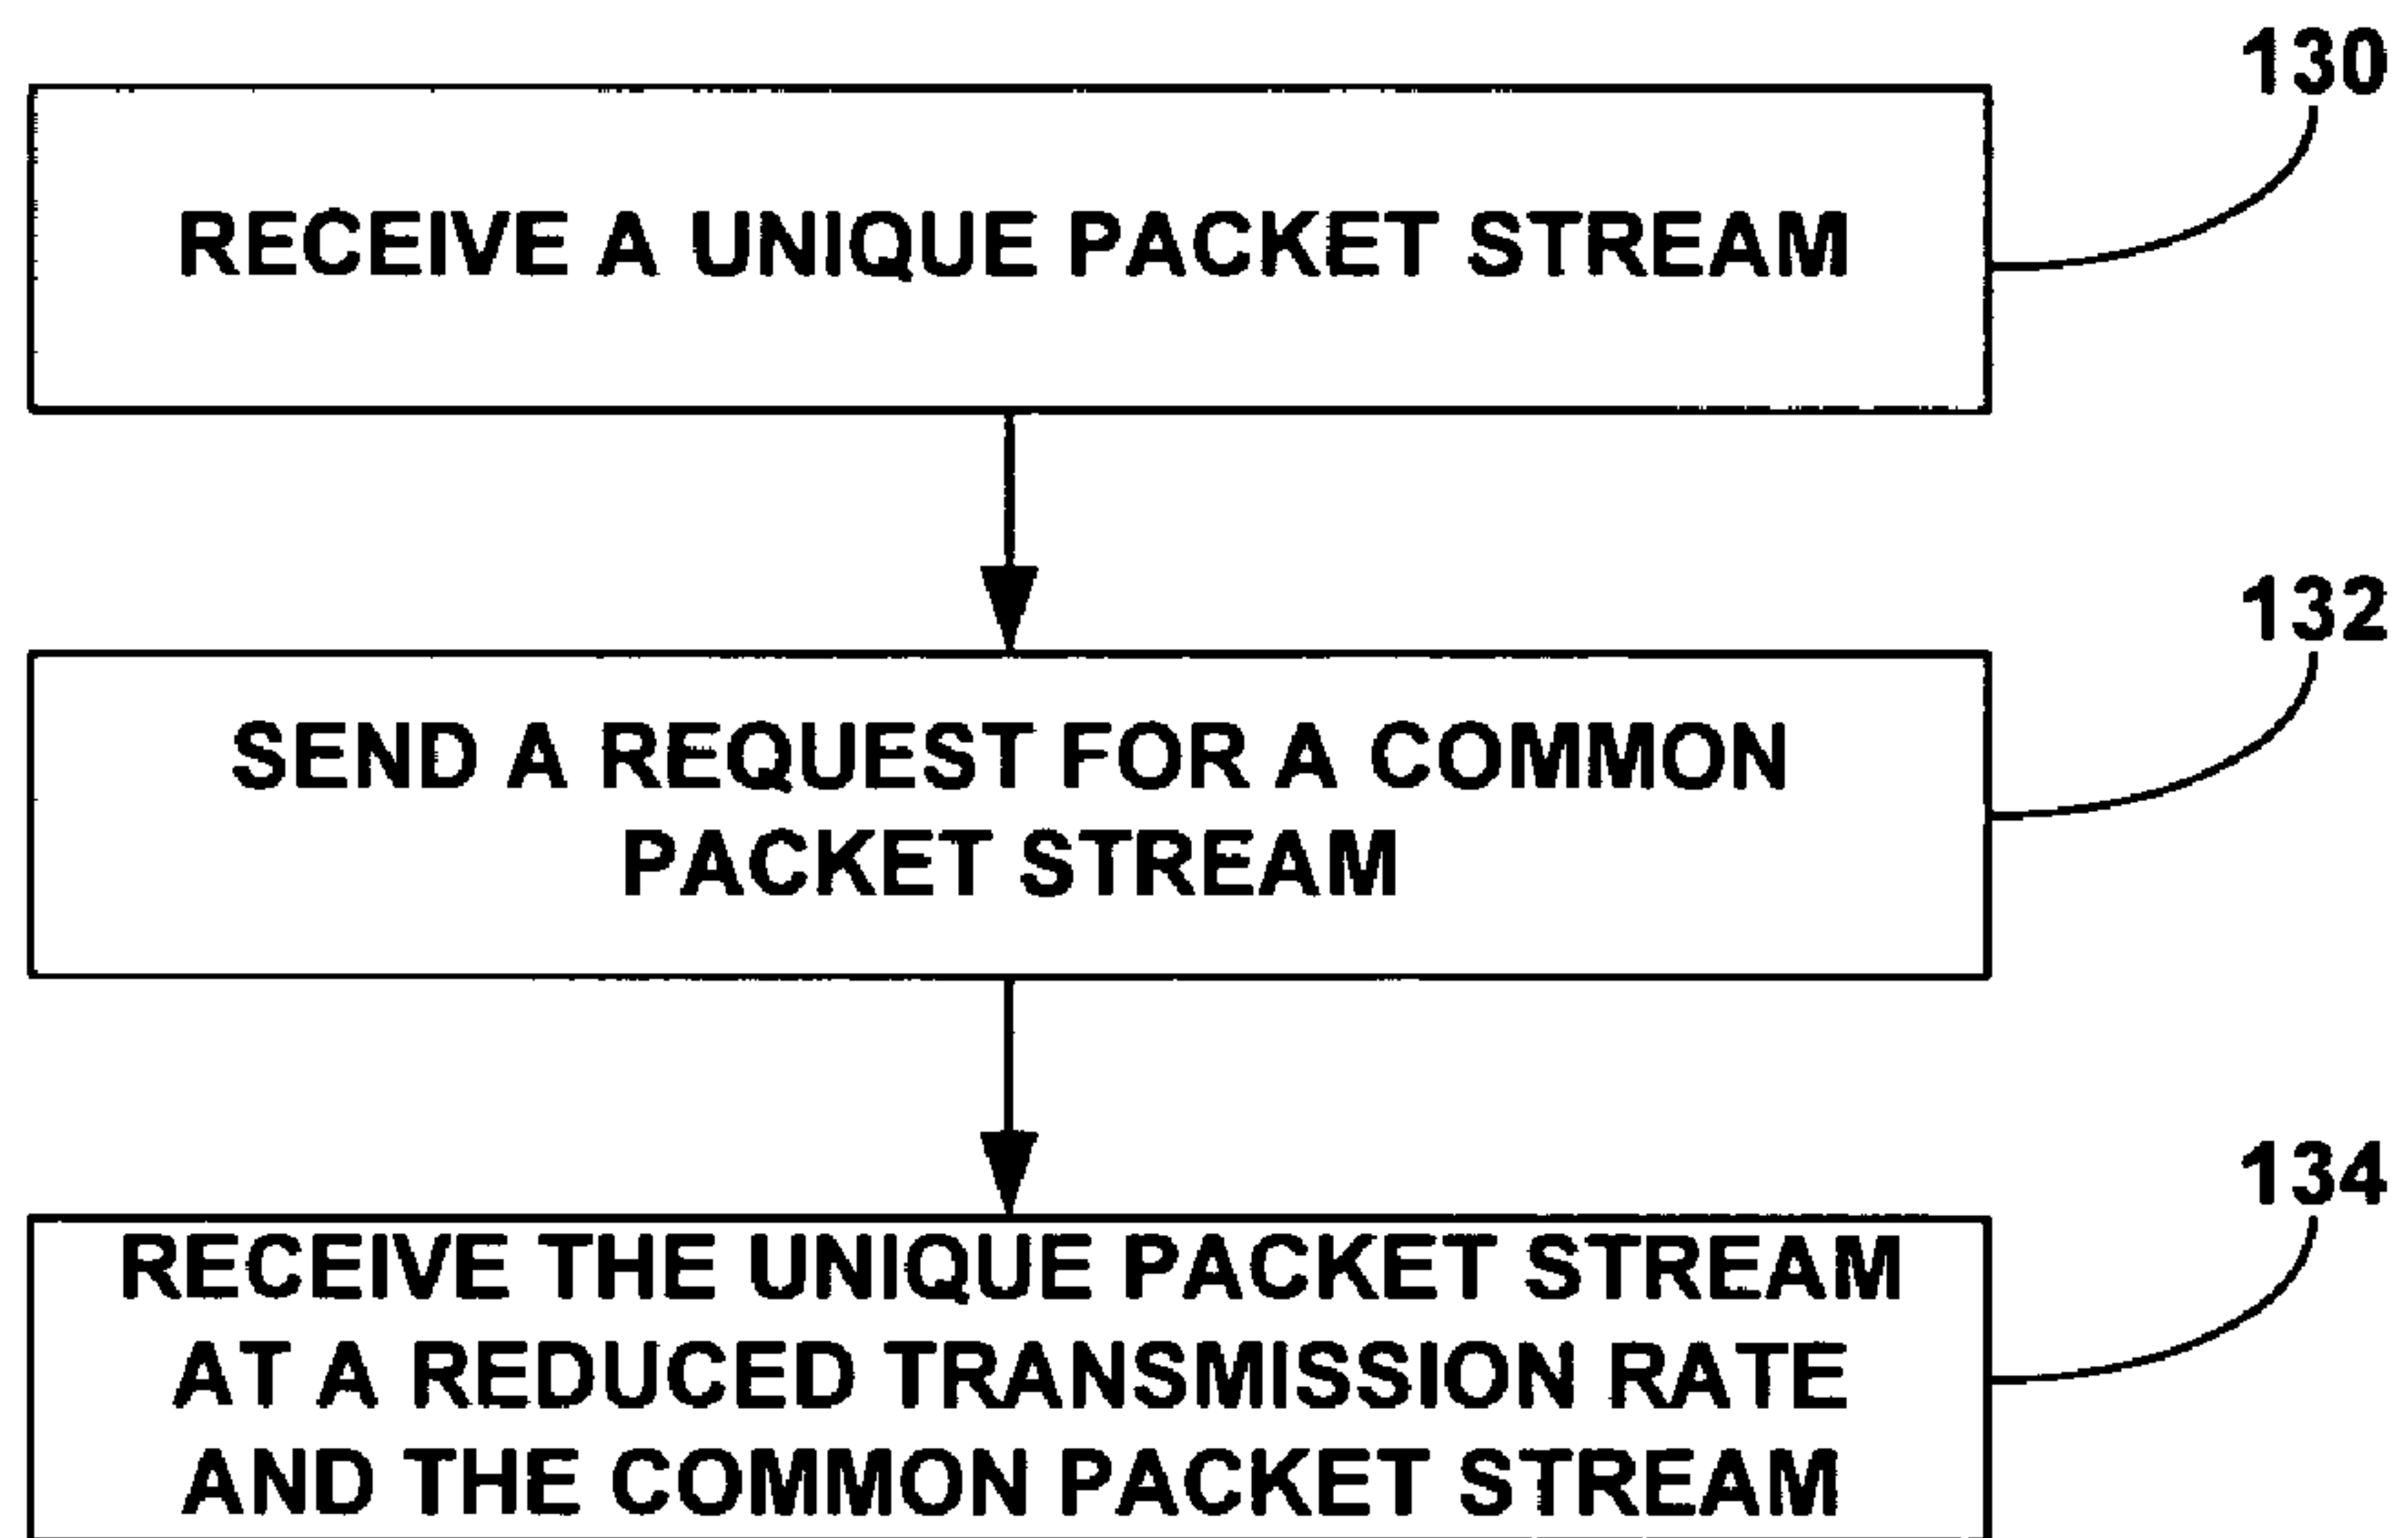 130
RECEIVE A UNIQUE PACKET STREAM
132
SEND A REQUEST FOR A COMMON
PACKET STREAM
134
RECEIVE THE UNIQUE PACKET STREAM
AT A REDUCED TRANSMISSION RATE
AND THE COMMON PACKET STREAM